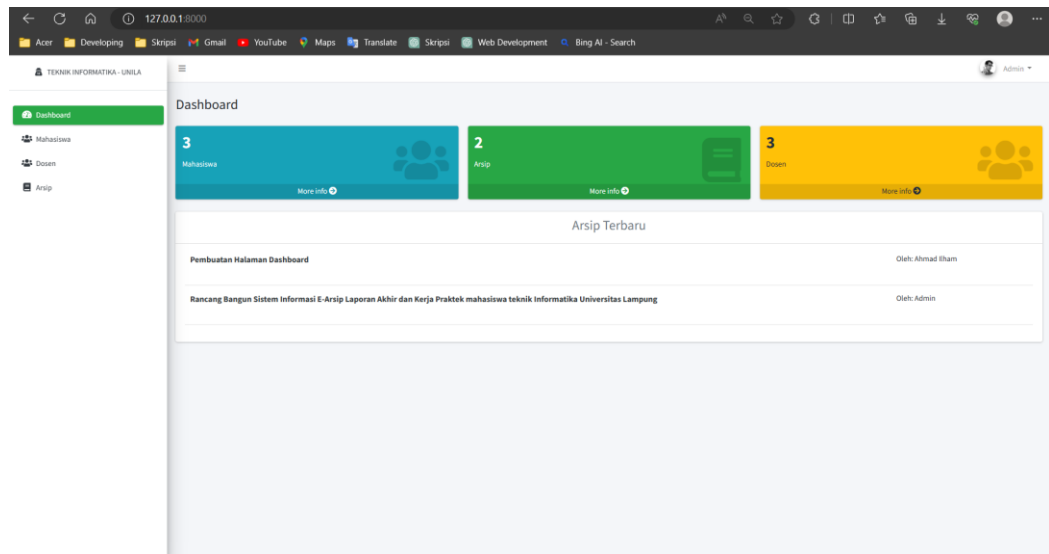 127.0.0.1:8000
Acer Developing Skripsi Gmail YouTube Maps Translate Skripsi Web Development Bing AI - Search
TEKNIK INFORMATIKA - UNILA
Admin
Dashboard
Mahasiswa
Dosen
Arsip
Dashboard
3
Mahasiswa
More info
2
Arsip
More info
3
Dosen
More info
Arsip Terbaru
Pembuatan Halaman Dashboard
Oleh: Ahmad Ilham
Rancang Bangun Sistem Informasi E-Arsip Laporan Akhir dan Kerja Praktek mahasiswa teknik Informatika Universitas Lampung
Oleh: Admin